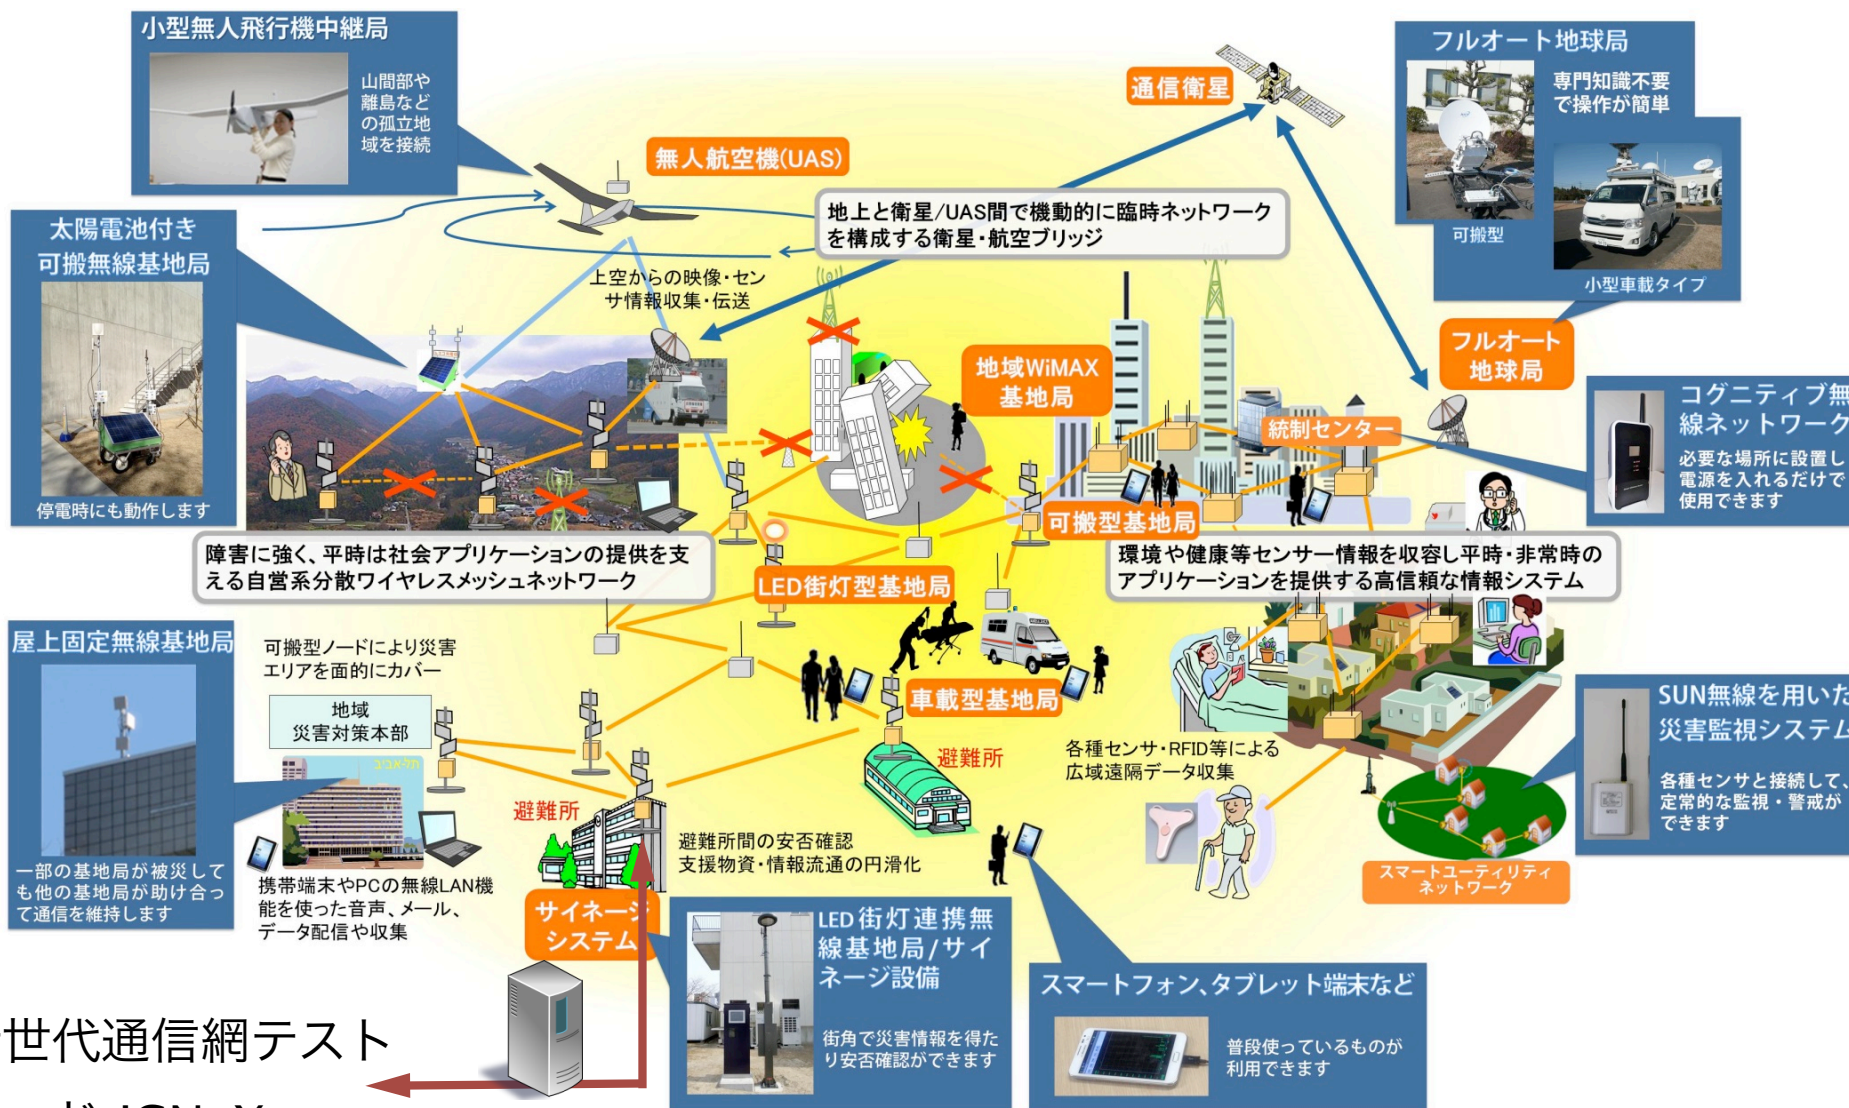 小型無人飛行機中継局
山間部や
離島など
の孤立地
域を接続
通信衛星
フルオート地球局
専門知識不要
で操作が簡単
可搬型
小型車載タイプ
無人航空機(UAS)
地上と衛星/UAS間で機動的に臨時ネットワーク
を構成する衛星・航空ブリッジ
太陽電池付き
可搬無線基地局
停電時にも動作します
上空からの映像・セン
サ情報収集・伝送
地域WiMAX
基地局
フルオート
地球局
統制センター
コグニティブ無
線ネットワーク
必要な場所に設置し
電源を入れるだけで
使用できます
可搬型基地局
障害に強く、平時は社会アプリケーションの提供を支
える自営系分散ワイヤレスメッシュネットワーク
環境や健康等センサー情報を収容し平時・非常時の
アプリケーションを提供する高信頼な情報システム
LED街灯型基地局
屋上固定無線基地局
一部の基地局が被災して
も他の基地局が助け合っ
て通信を維持します
可搬型ノードにより災害
エリアを面的にカバー
地域
災害対策本部
תל-אביב
携帯端末やPCの無線LAN機
能を使った音声、メール、
データ配信や収集
車載型基地局
避難所
避難所
避難所間の安否確認
支援物資・情報流通の円滑化
各種センサ・RFID等による
広域遠隔データ収集
SUN無線を用いた
災害監視システム
各種センサと接続して、
定常的な監視・警戒が
できます
スマートユーティリティ
ネットワーク
サイネージ
システム
LED街灯連携無
線基地局/サイ
ネージ設備
街角で災害情報を得た
り安否確認ができます
スマートフォン、タブレット端末など
普段使っているものが
利用できます
世代通信網テスト